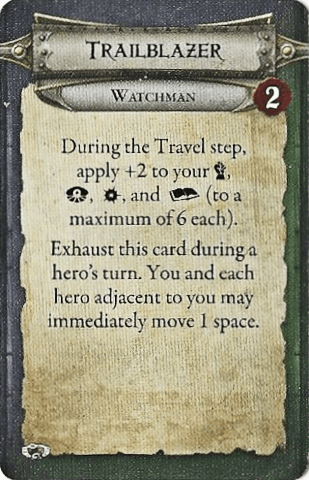 TRAILBLAZER
WATCHMAN
2
During the Travel step,
apply +2 to your ,
, , and (to a
maximum of 6 each).
Exhaust this card during a
hero's turn. You and each
hero adjacent to you may
immediately move 1 space.